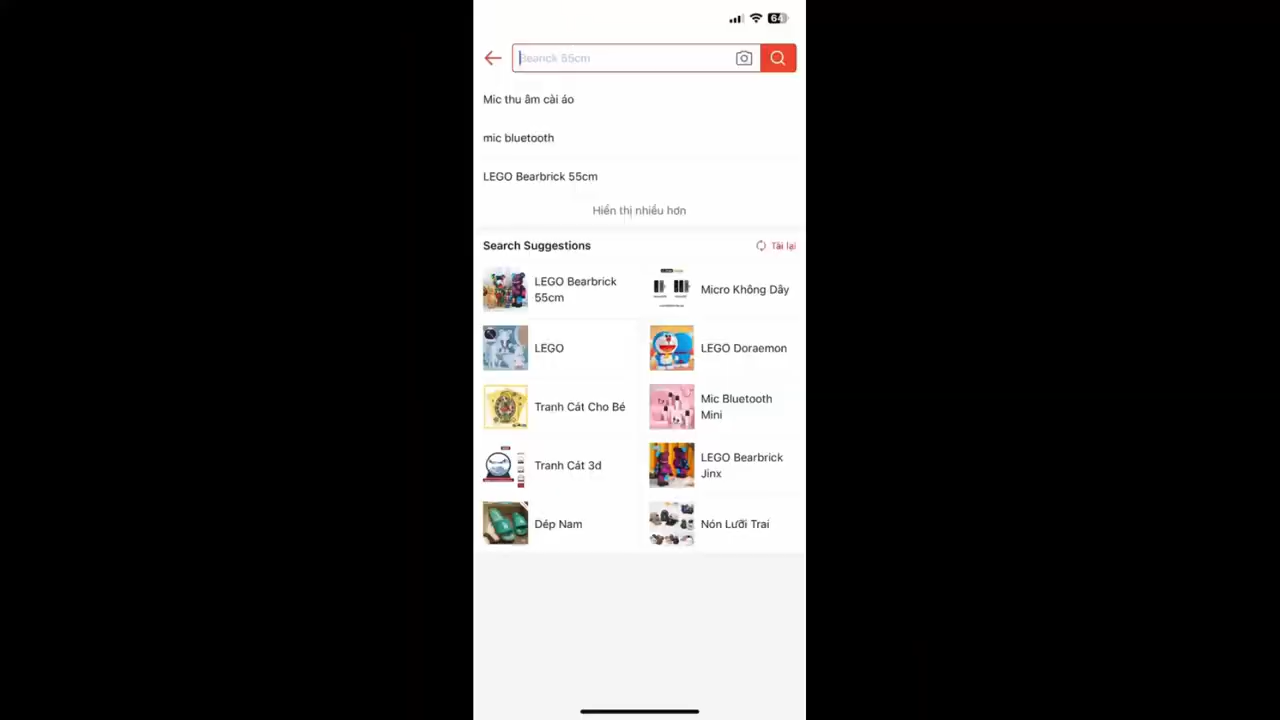 64
Beanck 55cm
Mic thu âm cài áo
mic bluetooth
LEGO Bearbrick 55cm
Hiển thị nhiều hơn
Search Suggestions
Tải lại
LEGO Bearbrick
55cm
Micro Không Dây
LEGO
LEGO Doraemon
Tranh Cát Cho Bé
Mic Bluetooth
Mini
Tranh Cát 3d
LEGO Bearbrick
Jinx
Dép Nam
Nón Lưỡi Trai